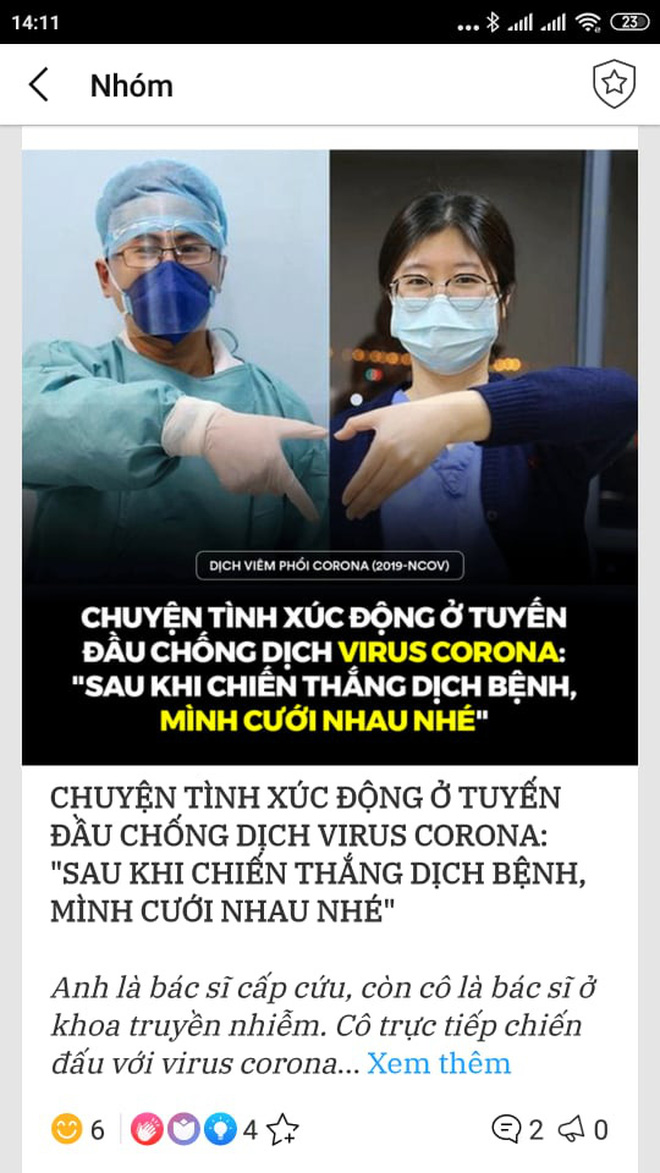 14:11
23
Nhóm
DỊCH VIÊM PHỔI CORONA (2019-NCOV)
CHUYỆN TÌNH XÚC ĐỘNG Ở TUYẾN
ĐẦU CHỐNG DỊCH VIRUS CORONA:
"SAU KHI CHIẾN THẮNG DỊCH BỆNH,
MÌNH CƯỚI NHAU NHÉ"
CHUYỆN TÌNH XÚC ĐỘNG Ở TUYẾN
ĐẦU CHỐNG DỊCH VIRUS CORONA:
"SAU KHI CHIẾN THẮNG DỊCH BỆNH,
MÌNH CƯỚI NHAU NHÉ"
Anh là bác sĩ cấp cứu, còn cô là bác sĩ ở
khoa truyền nhiễm. Cô trực tiếp chiến
đấu với virus corona... Xem thêm
6 4 2 0